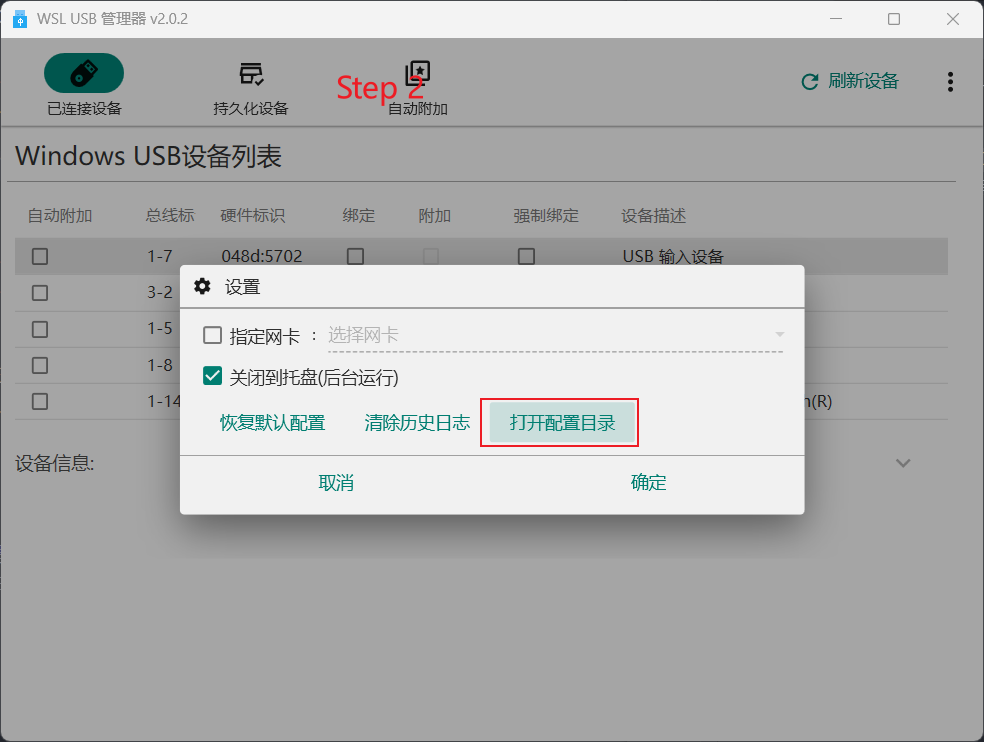 WSL USB 管理器 v2.0.2
已连接设备
持久化设备
Step 2
自动附加
刷新设备
Windows USB设备列表
自动附加 总线标 硬件标识 绑定 附加 强制绑定 设备描述
1-7 048d:5702 USB 输入设备
设置
3-2
1-5
指定网卡 : 选择网卡
1-8
关闭到托盘(后台运行)
1-14
(R)
恢复默认配置 清除历史日志 打开配置目录
设备信息:
取消 确定